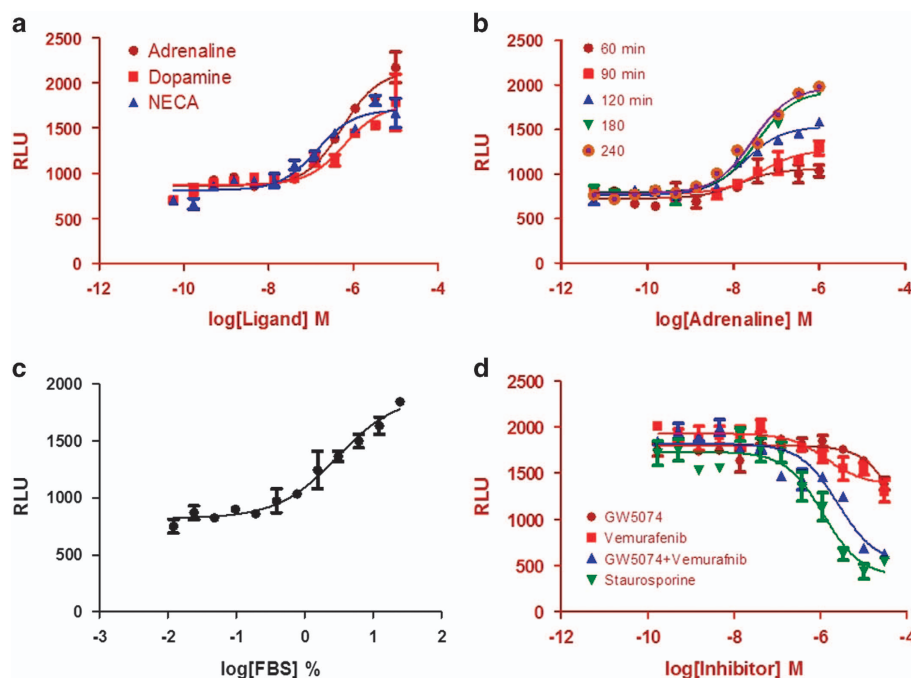 a
2500
2000
1500
1000
500
0
RLU
Adrenaline
Dopamine
NECA
-12
-10
-8
-6
-4
log[Ligand] M
b
2500
2000
1500
1000
500
0
RLU
60 min
90 min
120 min
180
240
-12
-10
-8
-6
-4
log[Adrenaline] M
c
2000
1500
1000
500
0
RLU
-3
-2
-1
0
1
2
log[FBS] %
d
2500
2000
1500
1000
500
0
RLU
GW5074
Vemurafenib
GW5074+Vemurafnib
Staurosporine
-12
-10
-8
-6
-4
log[Inhibitor] M